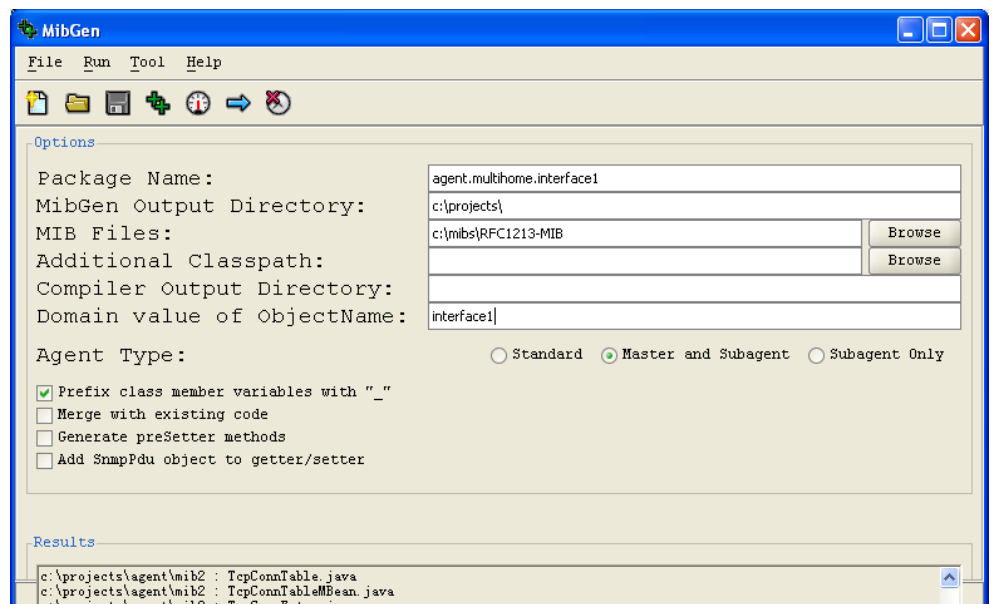 MibGen
File Run Tool Help
Options
Package Name: agent.multihome.interface1
MibGen Output Directory: c:\projects\
MIB Files: c:\mibs\RFC1213-MIB Browse
Additional Classpath: Browse
Compiler Output Directory:
Domain value of ObjectName: interface1
Agent Type: Standard Master and Subagent Subagent Only
Prefix class member variables with "_"
Merge with existing code
Generate preSetter methods
Add SnmpPdu object to getter/setter
Results
c:\projects\agent\mib2 : TcpConnTable.java
c:\projects\agent\mib2 : TcpConnTableMBean.java